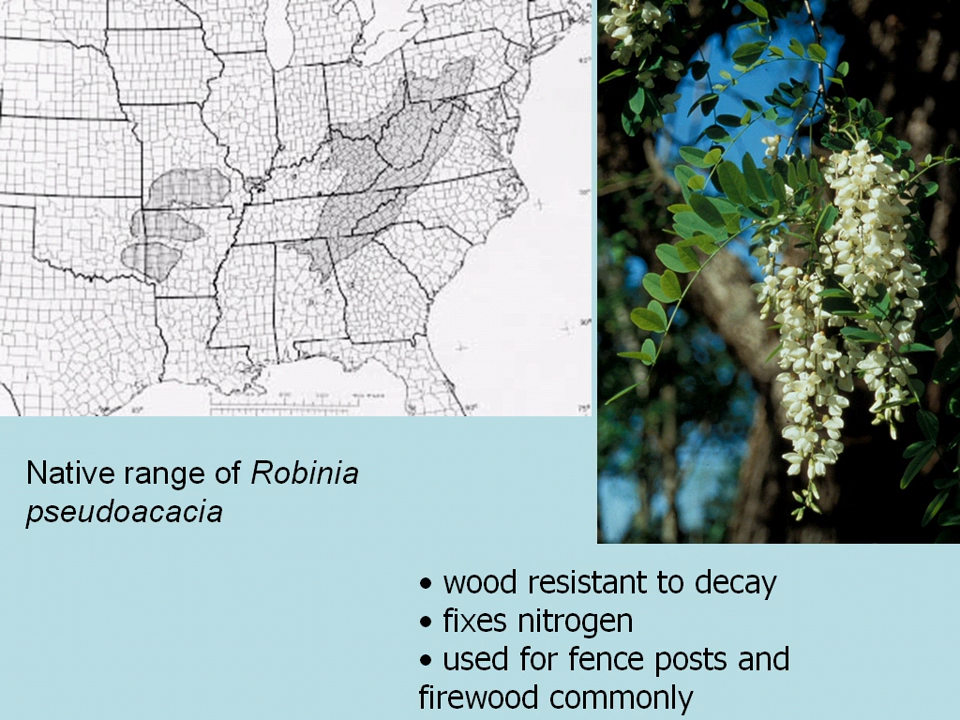 Native range of Robinia
pseudoacacia
• wood resistant to decay
• fixes nitrogen
• used for fence posts and
firewood commonly